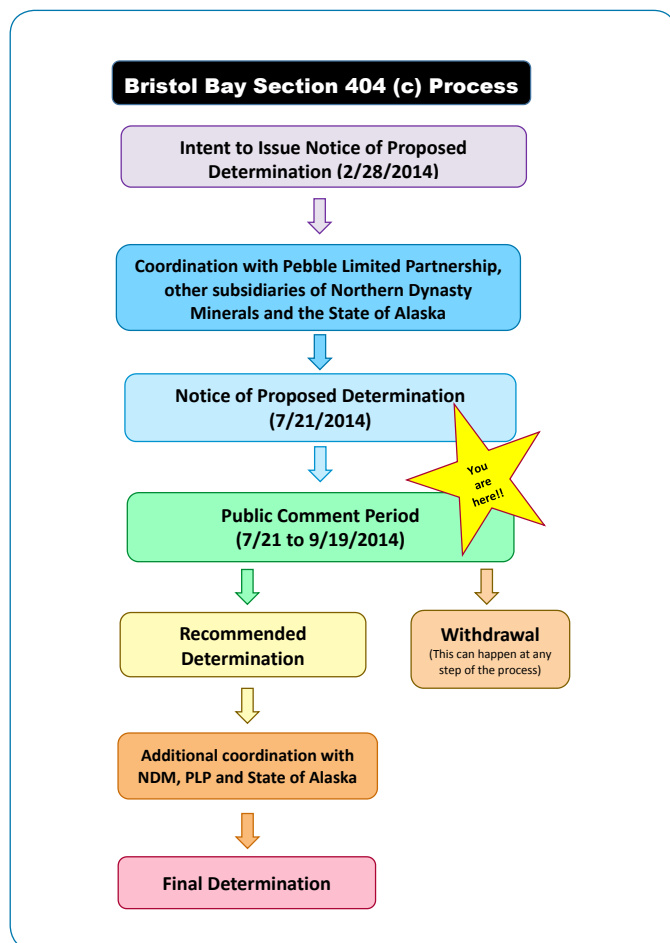 Bristol Bay Section 404 (c) Process
Intent to Issue Notice of Proposed
Determination (2/28/2014)
Coordination with Pebble Limited Partnership,
other subsidiaries of Northern Dynasty
Minerals and the State of Alaska
Notice of Proposed Determination
(7/21/2014)
You
are
here!!
Public Comment Period
(7/21 to 9/19/2014)
Recommended
Determination
Withdrawal
(This can happen at any
step of the process)
Additional coordination with
NDM, PLP and State of Alaska
Final Determination